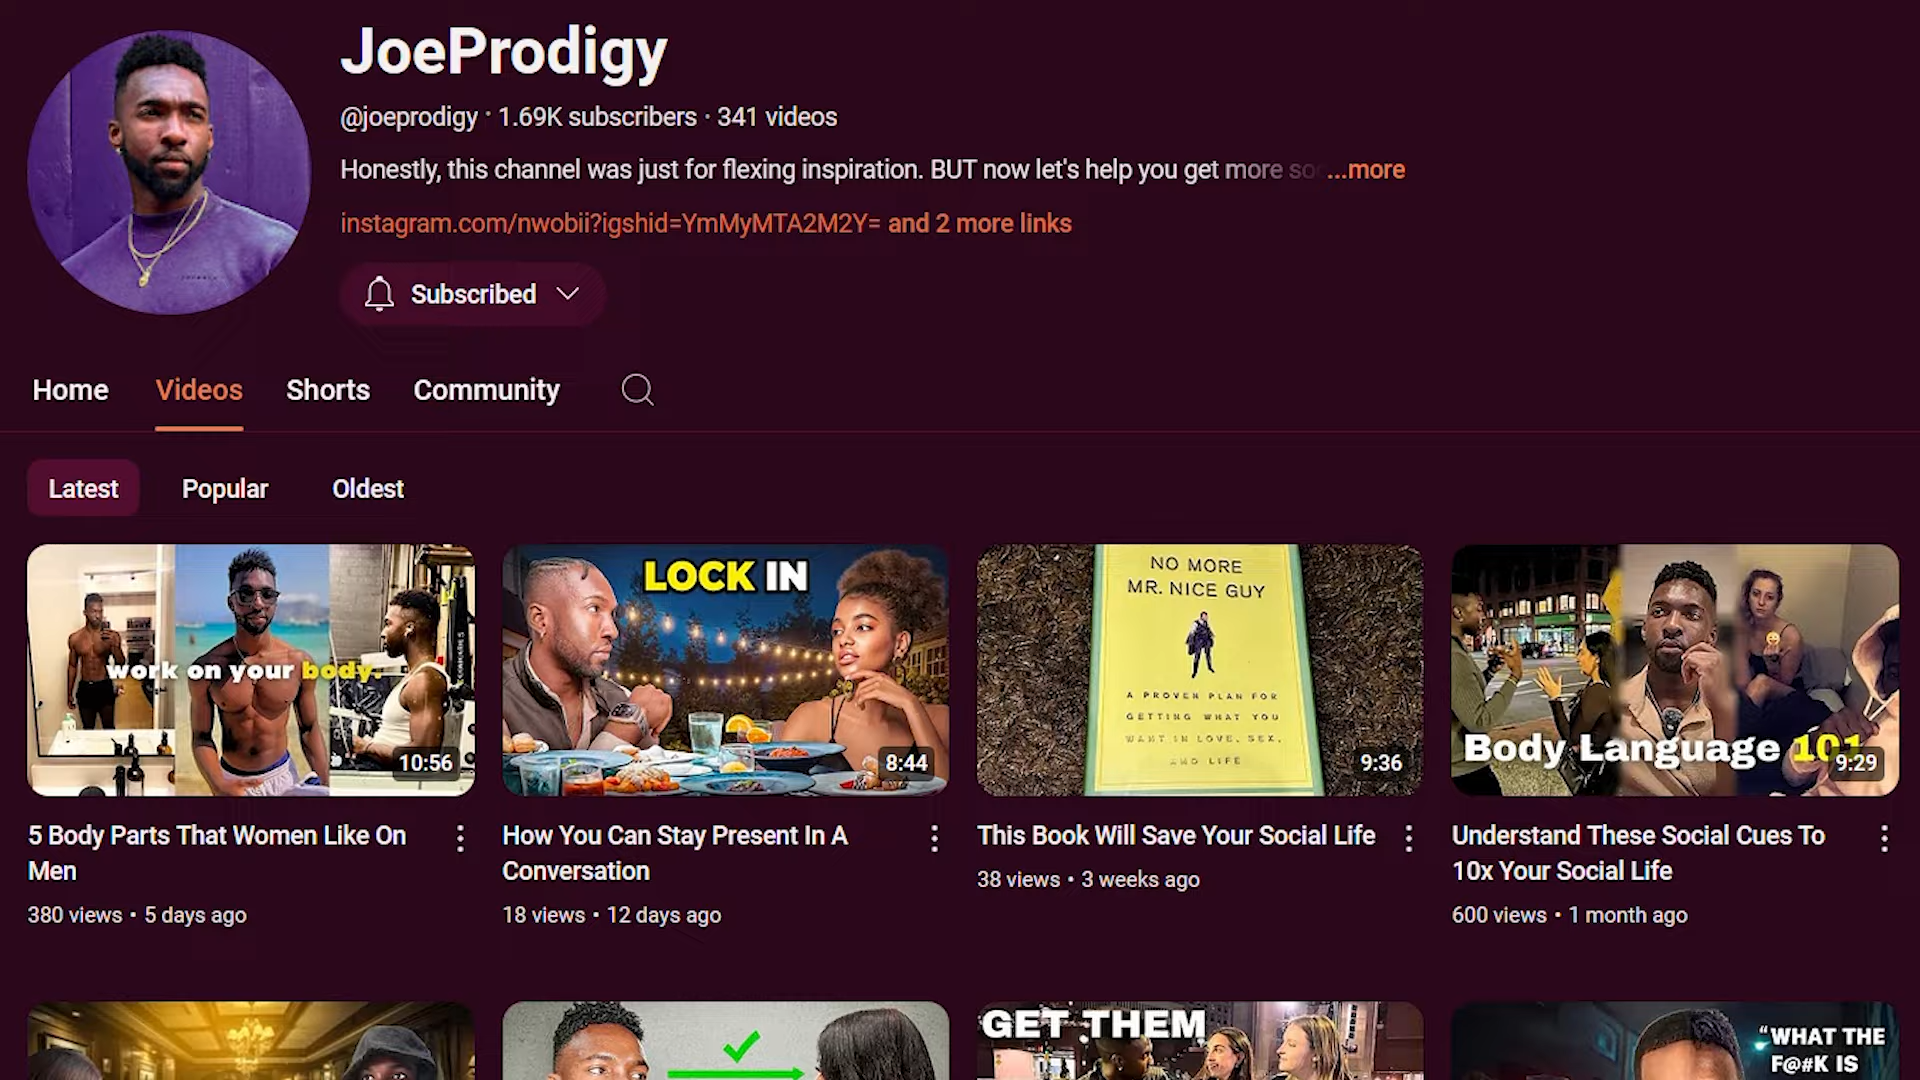 JoeProdigy
@joeprodigy · 1.69K subscribers · 341 videos
Honestly, this channel was just for flexing inspiration. BUT now let's help you get more so ...more
instagram.com/nwobii?igshid=YmMyMTA2M2Y= and 2 more links
Subscribed
Home Videos Shorts Community
Latest Popular Oldest
work on your body.
10:56
LOCK IN
8:44
NO MORE
MR. NICE GUY
A PROVEN PLAN FOR
GETTING WHAT YOU
WANT IN LOVE, SEX,
AND LIFE
9:36
Body Language 101
9:29
5 Body Parts That Women Like On
Men
380 views • 5 days ago
How You Can Stay Present In A
Conversation
18 views • 12 days ago
This Book Will Save Your Social Life
38 views • 3 weeks ago
Understand These Social Cues To
10x Your Social Life
600 views • 1 month ago
GET THEM
“WHAT THE
F@#K IS